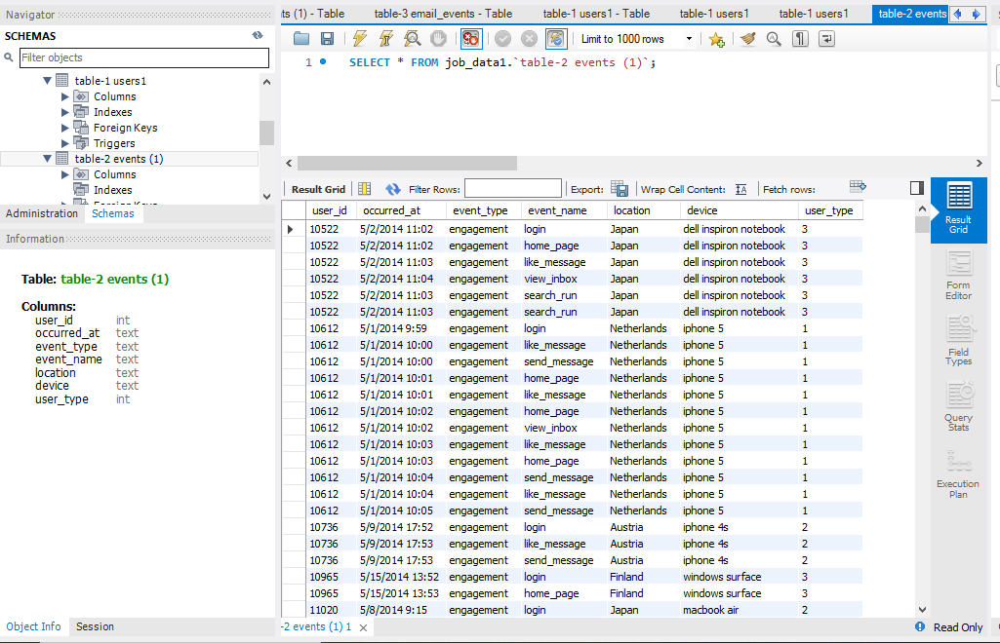 Navigator
SCHEMAS
Filter objects
table-1 users1
Columns
Indexes
Foreign Keys
Triggers
table-2 events (1)
Columns
Indexes
Administration Schemas
Information
Table: table-2 events (1)
Columns:
user_id int
occurred_at text
event_type text
event_name text
location text
device text
user_type int
Object Info Session
ts (1) - Table table-3 email_events - Table table-1 users1 - Table table-1 users1 table-1 users1 table-2 events
Limit to 1000 rows
1 SELECT * FROM job_data1.`table-2 events (1)`;
Result Grid Filter Rows: Export: Wrap Cell Content: Fetch rows:
user_id occurred_at event_type event_name location device user_type
10522 5/2/2014 11:02 engagement login Japan dell inspiron notebook 3
10522 5/2/2014 11:02 engagement home_page Japan dell inspiron notebook 3
10522 5/2/2014 11:03 engagement like_message Japan dell inspiron notebook 3
10522 5/2/2014 11:04 engagement view_inbox Japan dell inspiron notebook 3
10522 5/2/2014 11:03 engagement search_run Japan dell inspiron notebook 3
10522 5/2/2014 11:03 engagement search_run Japan dell inspiron notebook 3
10612 5/1/2014 9:59 engagement login Netherlands iphone 5 1
10612 5/1/2014 10:00 engagement like_message Netherlands iphone 5 1
10612 5/1/2014 10:00 engagement send_message Netherlands iphone 5 1
10612 5/1/2014 10:01 engagement home_page Netherlands iphone 5 1
10612 5/1/2014 10:01 engagement like_message Netherlands iphone 5 1
10612 5/1/2014 10:02 engagement home_page Netherlands iphone 5 1
10612 5/1/2014 10:02 engagement view_inbox Netherlands iphone 5 1
10612 5/1/2014 10:03 engagement like_message Netherlands iphone 5 1
10612 5/1/2014 10:03 engagement home_page Netherlands iphone 5 1
10612 5/1/2014 10:04 engagement send_message Netherlands iphone 5 1
10612 5/1/2014 10:04 engagement like_message Netherlands iphone 5 1
10612 5/1/2014 10:05 engagement send_message Netherlands iphone 5 1
10736 5/9/2014 17:52 engagement login Austria iphone 4s 2
10736 5/9/2014 17:53 engagement like_message Austria iphone 4s 2
10736 5/9/2014 17:53 engagement send_message Austria iphone 4s 2
10965 5/15/2014 13:52 engagement login Finland windows surface 3
10965 5/15/2014 13:53 engagement home_page Finland windows surface 3
11020 5/8/2014 9:15 engagement login Japan macbook air 2
Result
Grid
Form
Editor
Field
Types
Query
Stats
Execution
Plan
-2 events (1) 1
Read Only